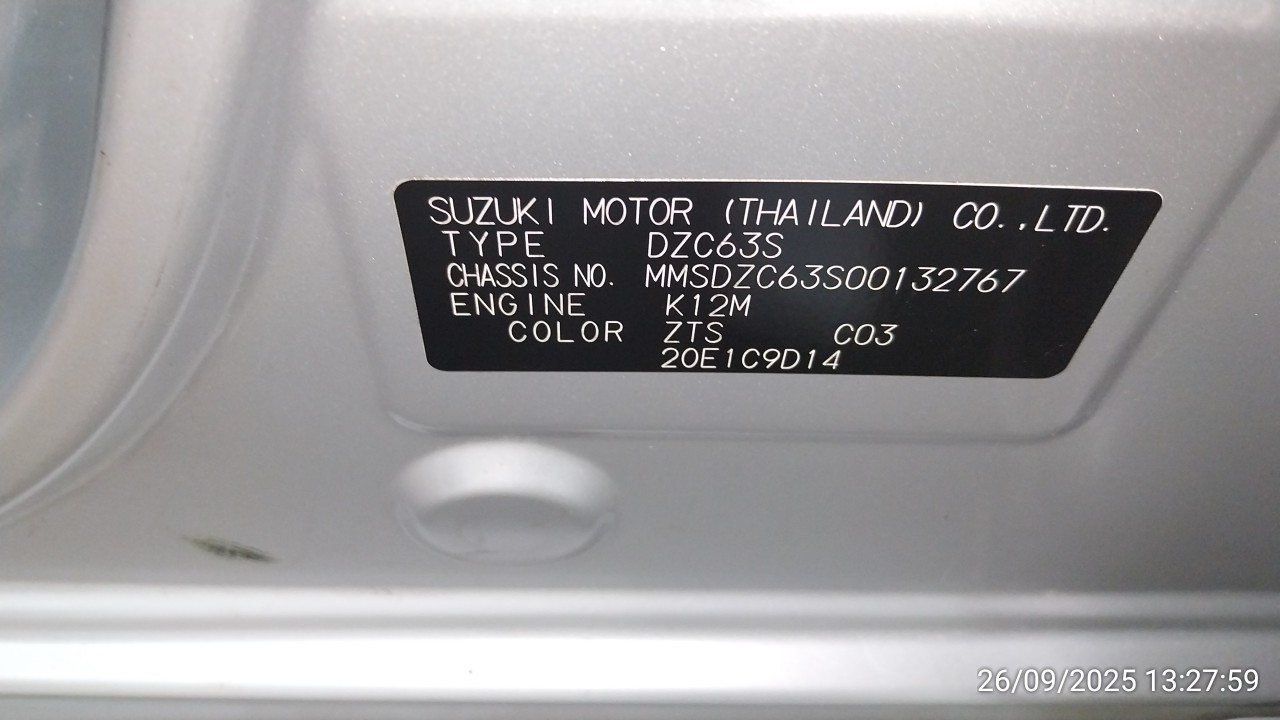 SUZUKI MOTOR (THAILAND) CO.,LTD.
TYPE DZC63S
CHASSIS NO. MMSDZC63S00132767
ENGINE K12M
COLOR ZTS C03
20E1C9D14
26/09/2025 13:27:59